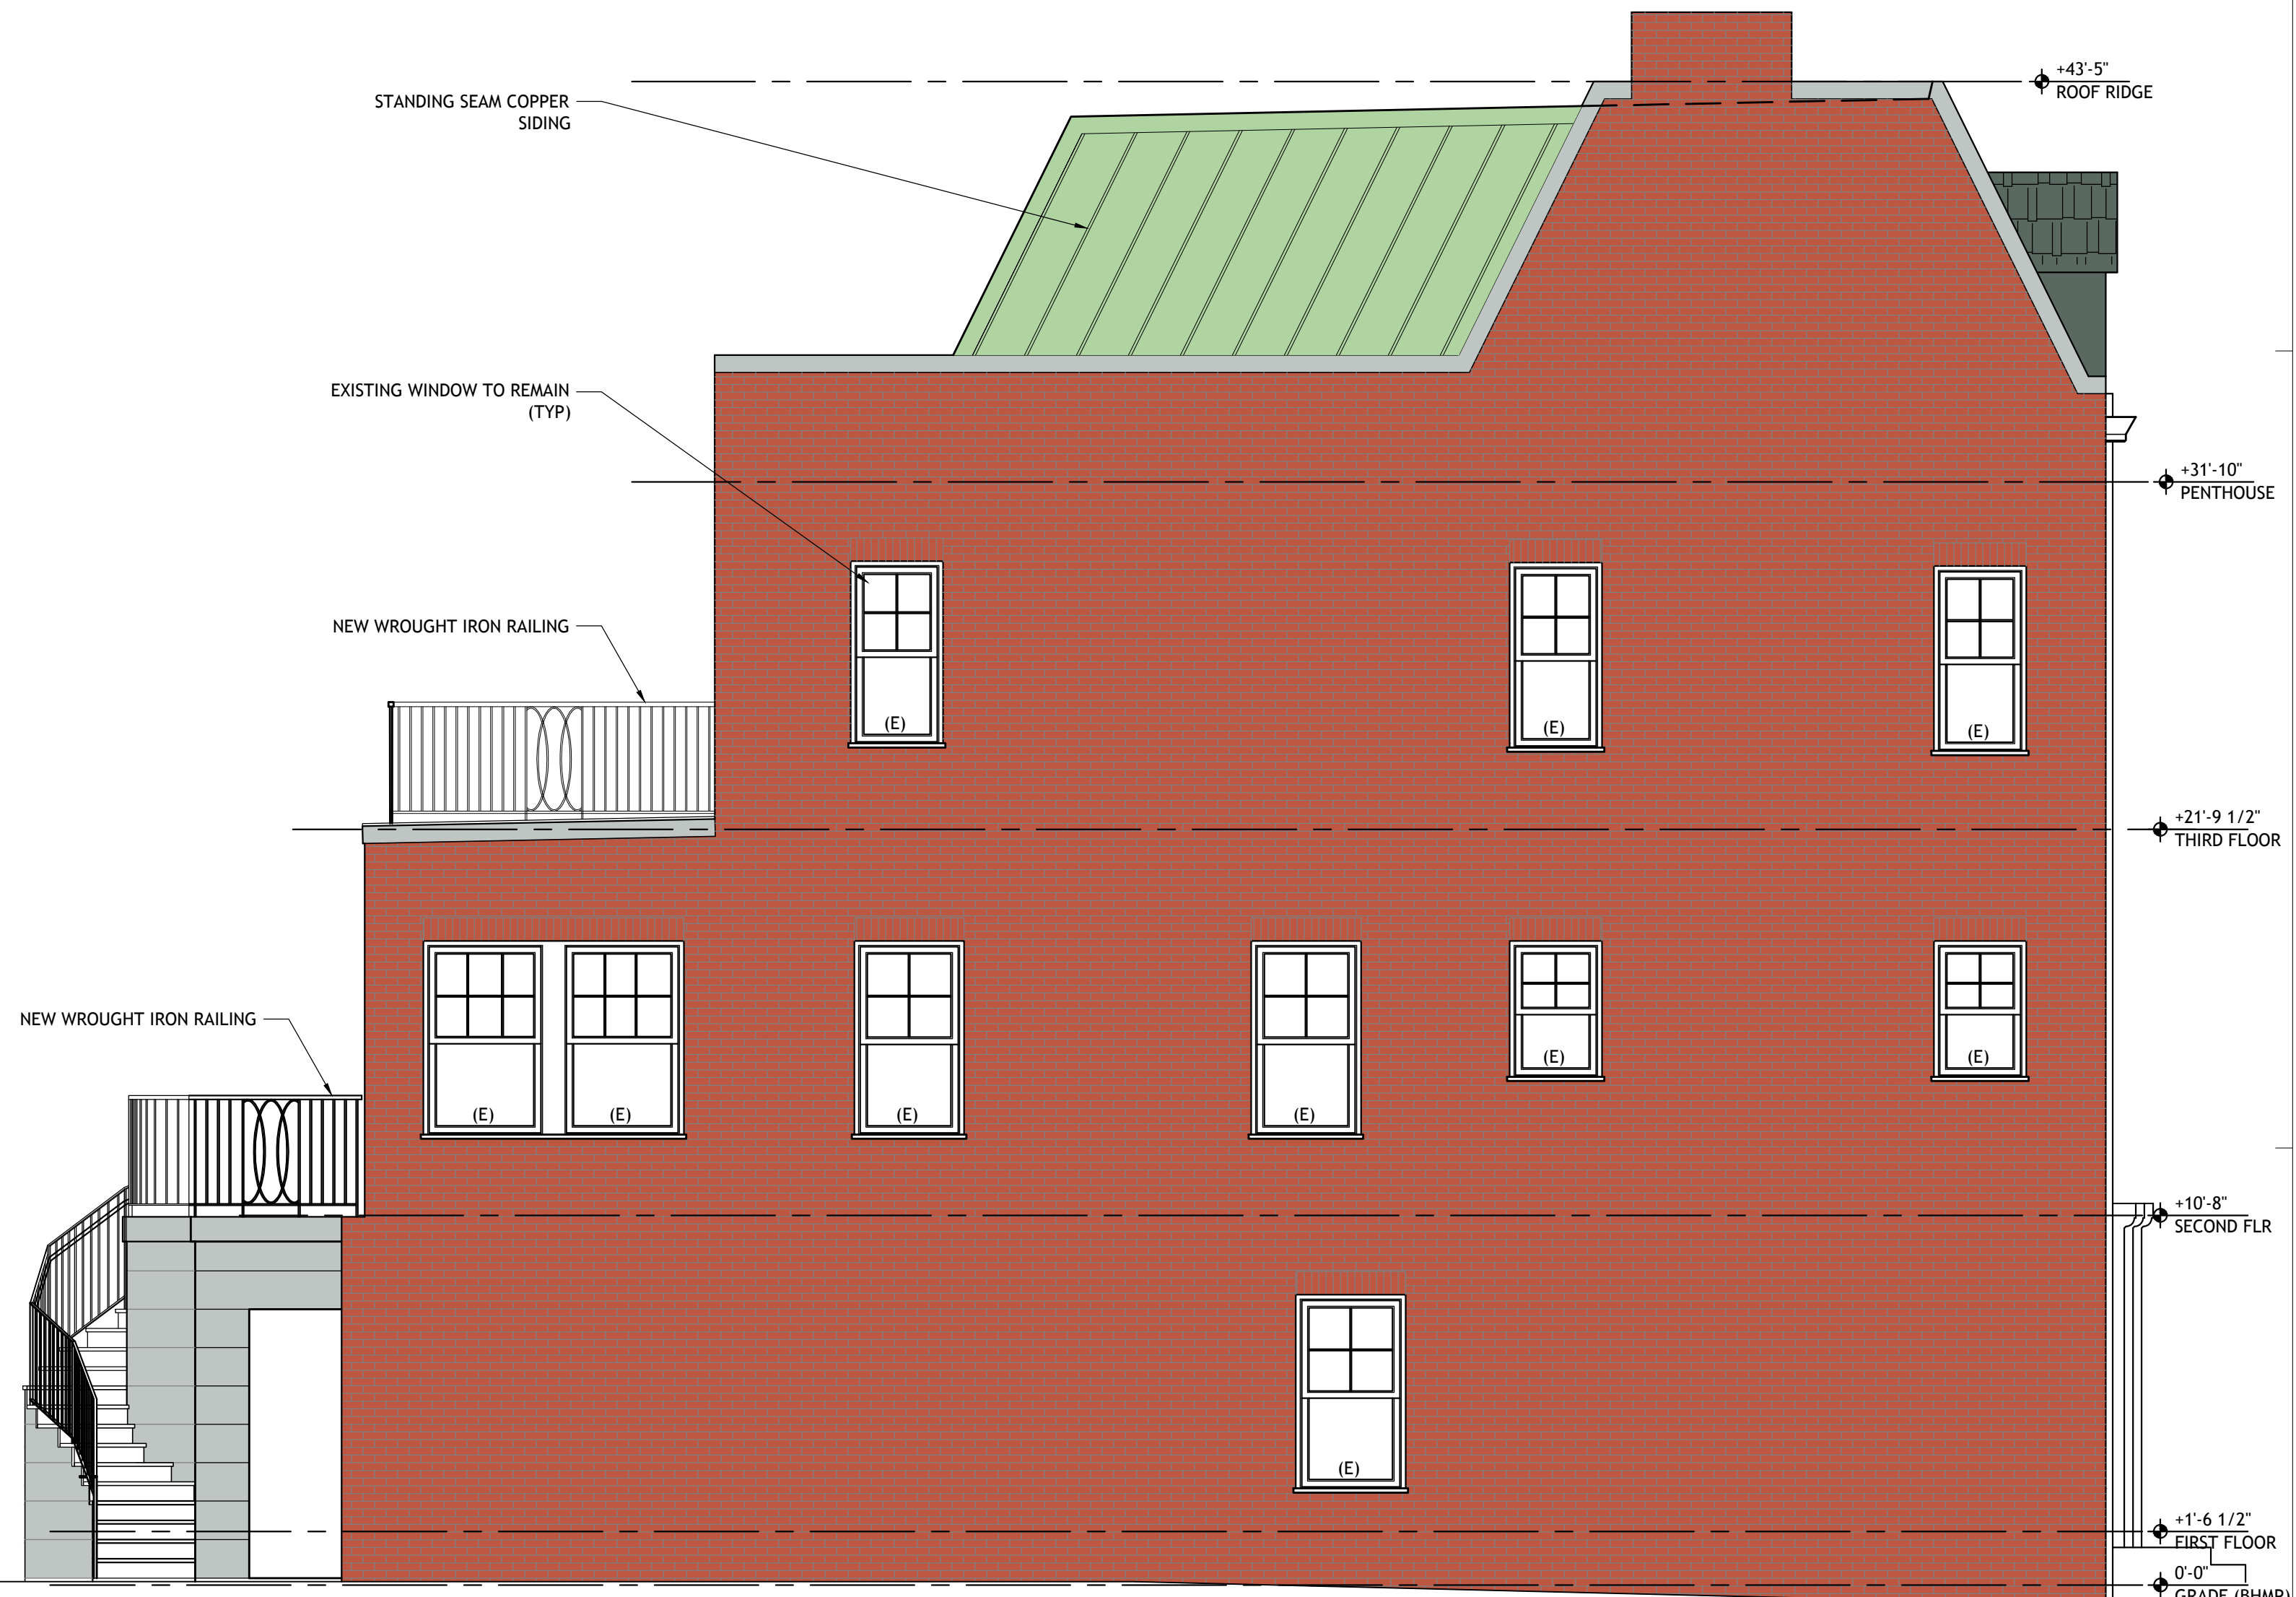 +43'-5"
ROOF RIDGE
STANDING SEAM COPPER
SIDING
EXISTING WINDOW TO REMAIN
(TYP)
+31'-10"
PENTHOUSE
NEW WROUGHT IRON RAILING
(E)
(E)
(E)
+21'-9 1/2"
THIRD FLOOR
NEW WROUGHT IRON RAILING
(E)
(E)
(E)
(E)
(E)
(E)
+10'-8"
SECOND FLR
(E)
+1'-6 1/2"
FIRST FLOOR
0'-0"
GRADE (BHMR)